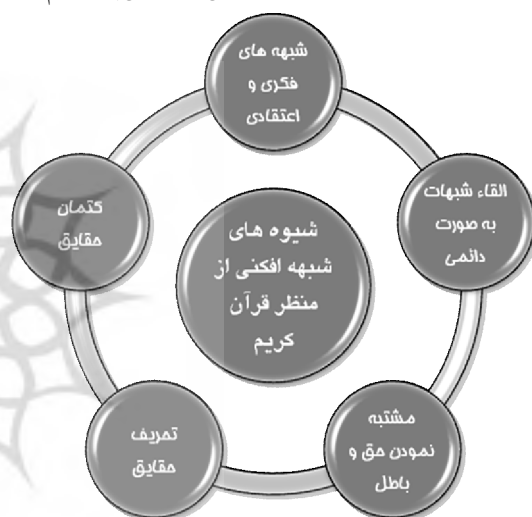 شیوه های
شبهه افکنی از
منظر قرآن
کریم
شبهه های
فکری و
اعتقادی
القاء شبهات
به صورت
دائمی
مشتبه
نمودن حق و
باطل
تحریف
حقایق
کتمان
حقایق